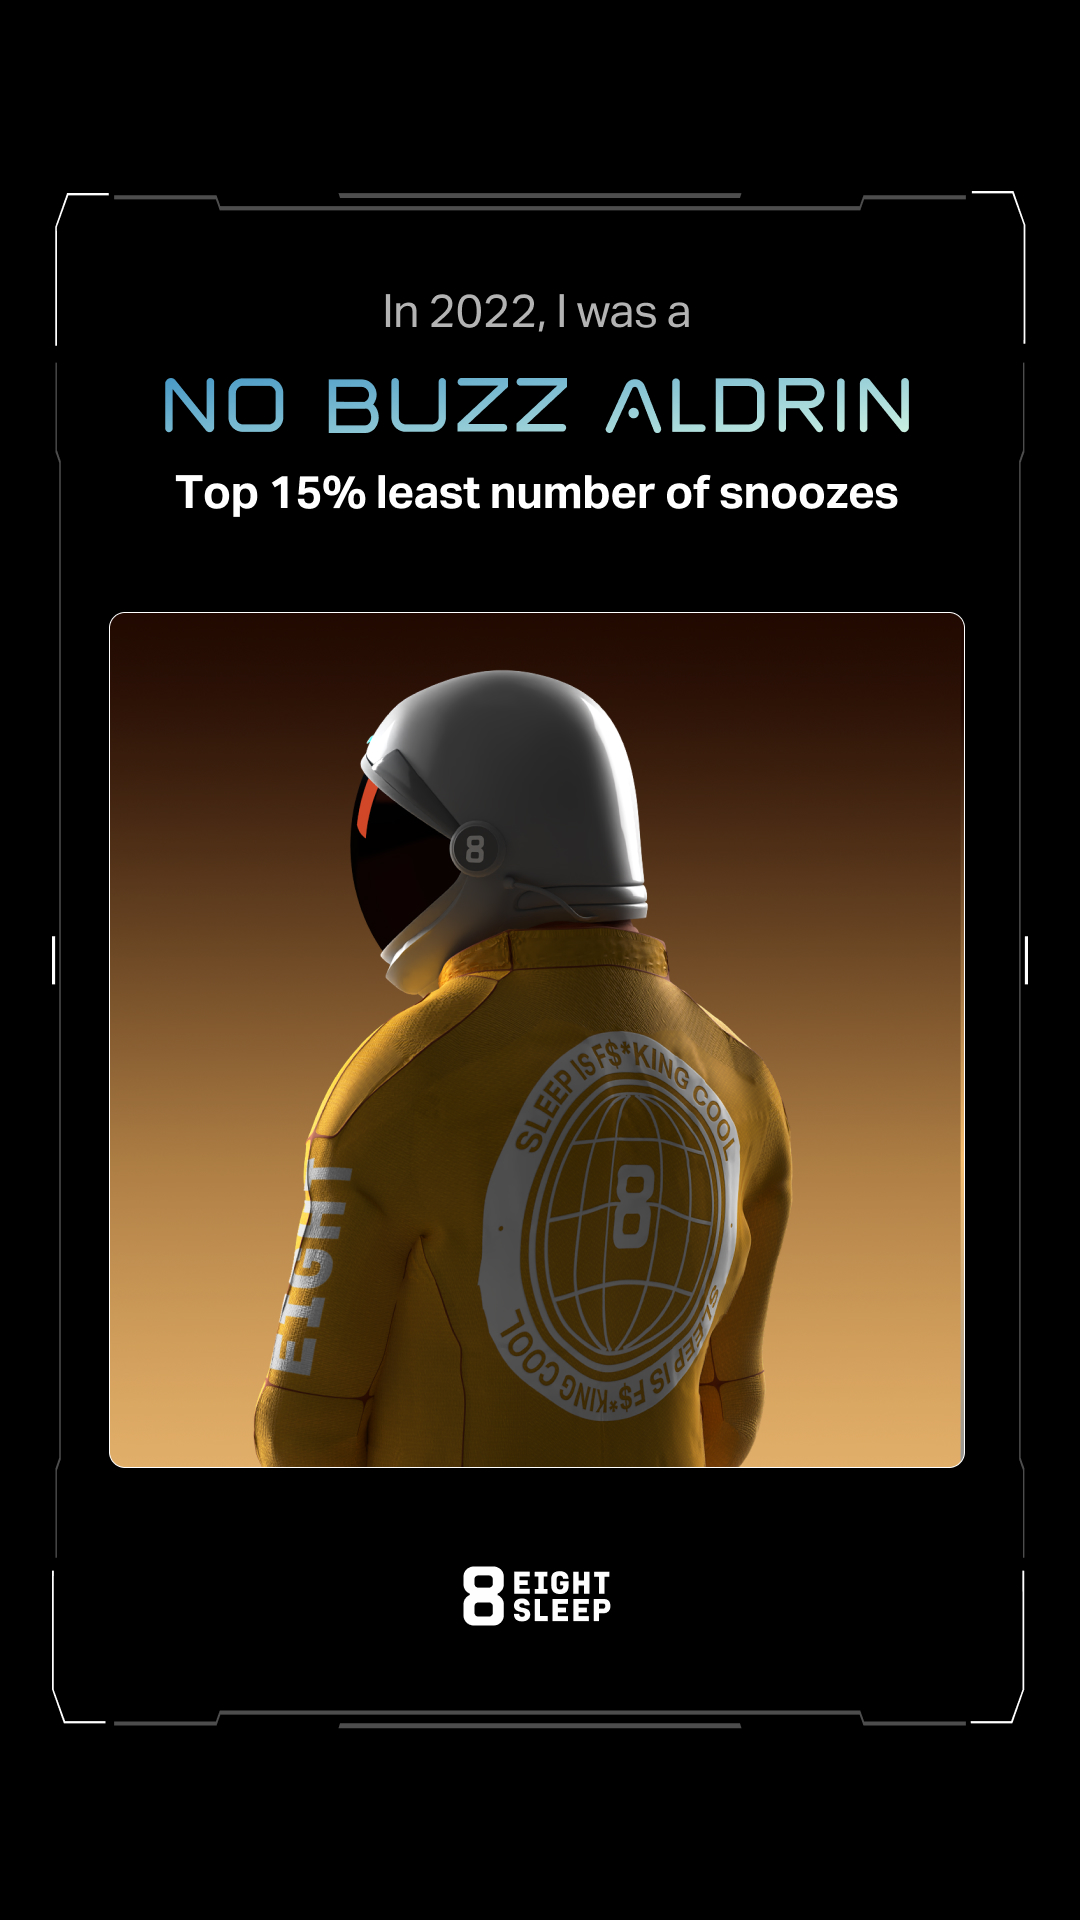 In 2022, I was a
NO BUZZ ALDRIN
Top 15% least number of snoozes
8
SLEEP IS F$*KING COOL
8
SLEEP IS F$*KING COOL
EIGHT
8 EIGHT
SLEEP